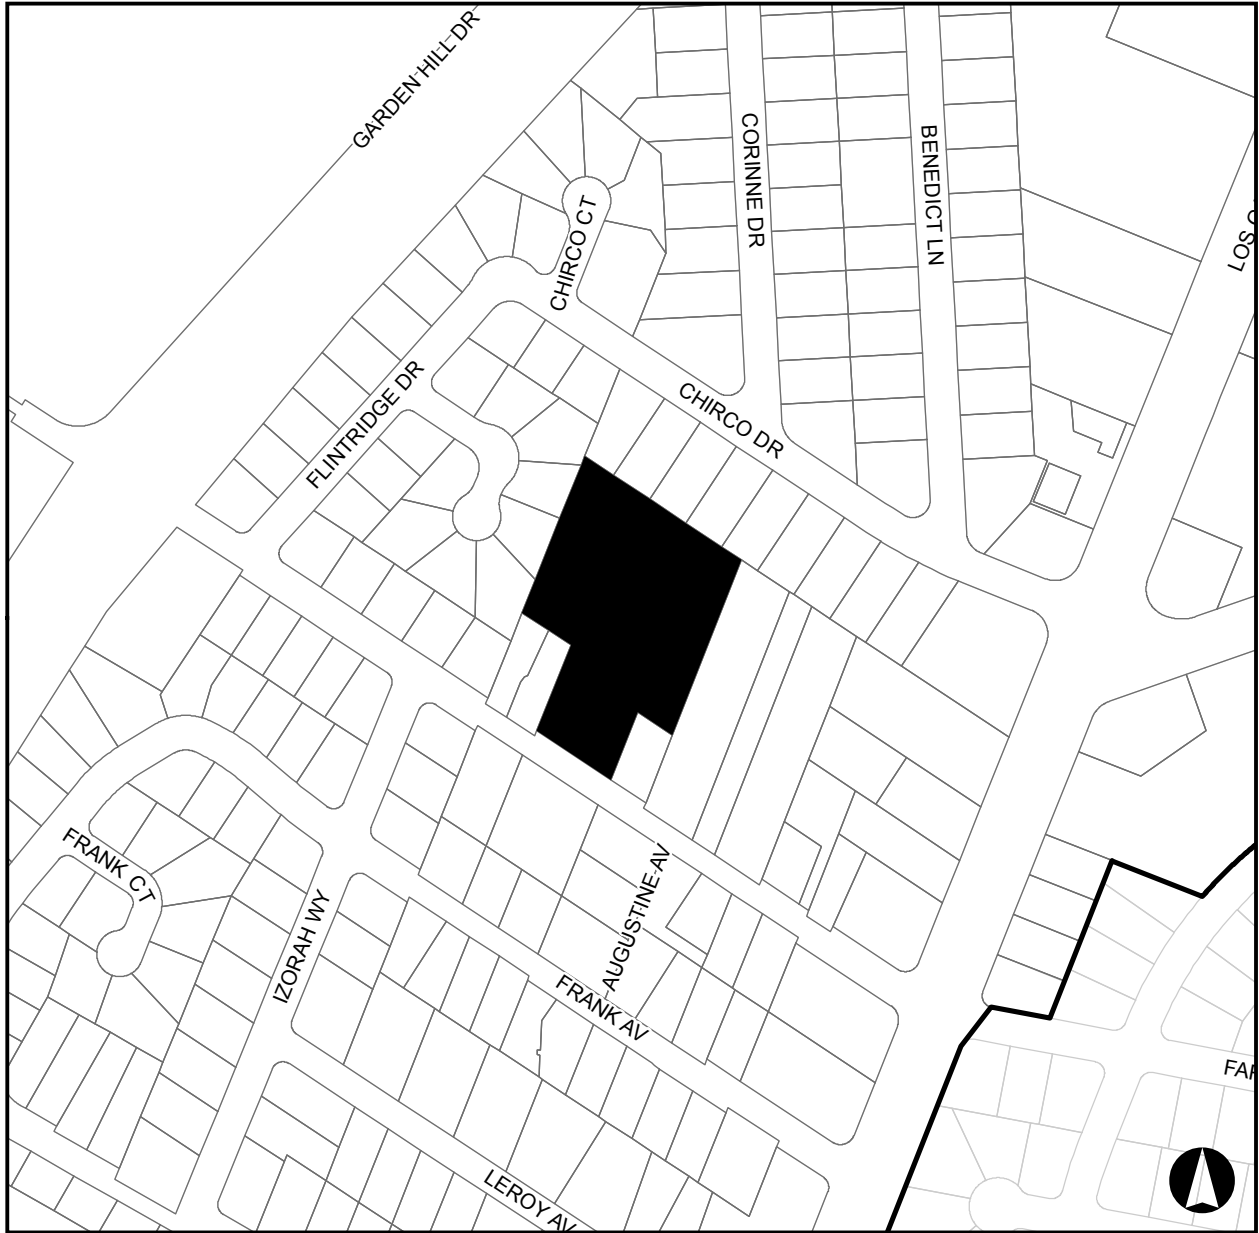 GARDEN HILL DR
CORINNE DR
BENEDICT LN
CHIRCO CT
LOS
CHIRCO DR
FLINTRIDGE DR
FRANK CT
AUGUSTINE AV
IZORAH WY
FRANK AV
LEROY AV